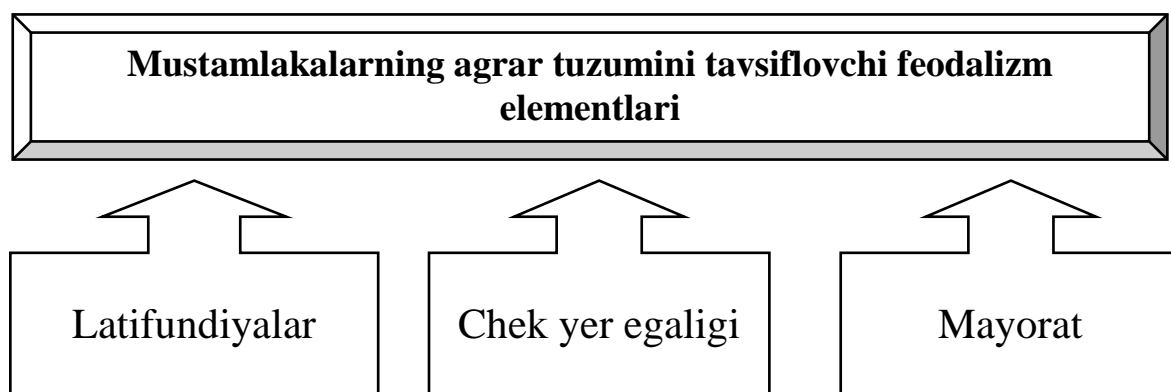 Mustamlakalarning agrar tuzumini tavsiflovchi feodalizm
elementlari
Latifundiyalar
Chek yer egaligi
Mayorat